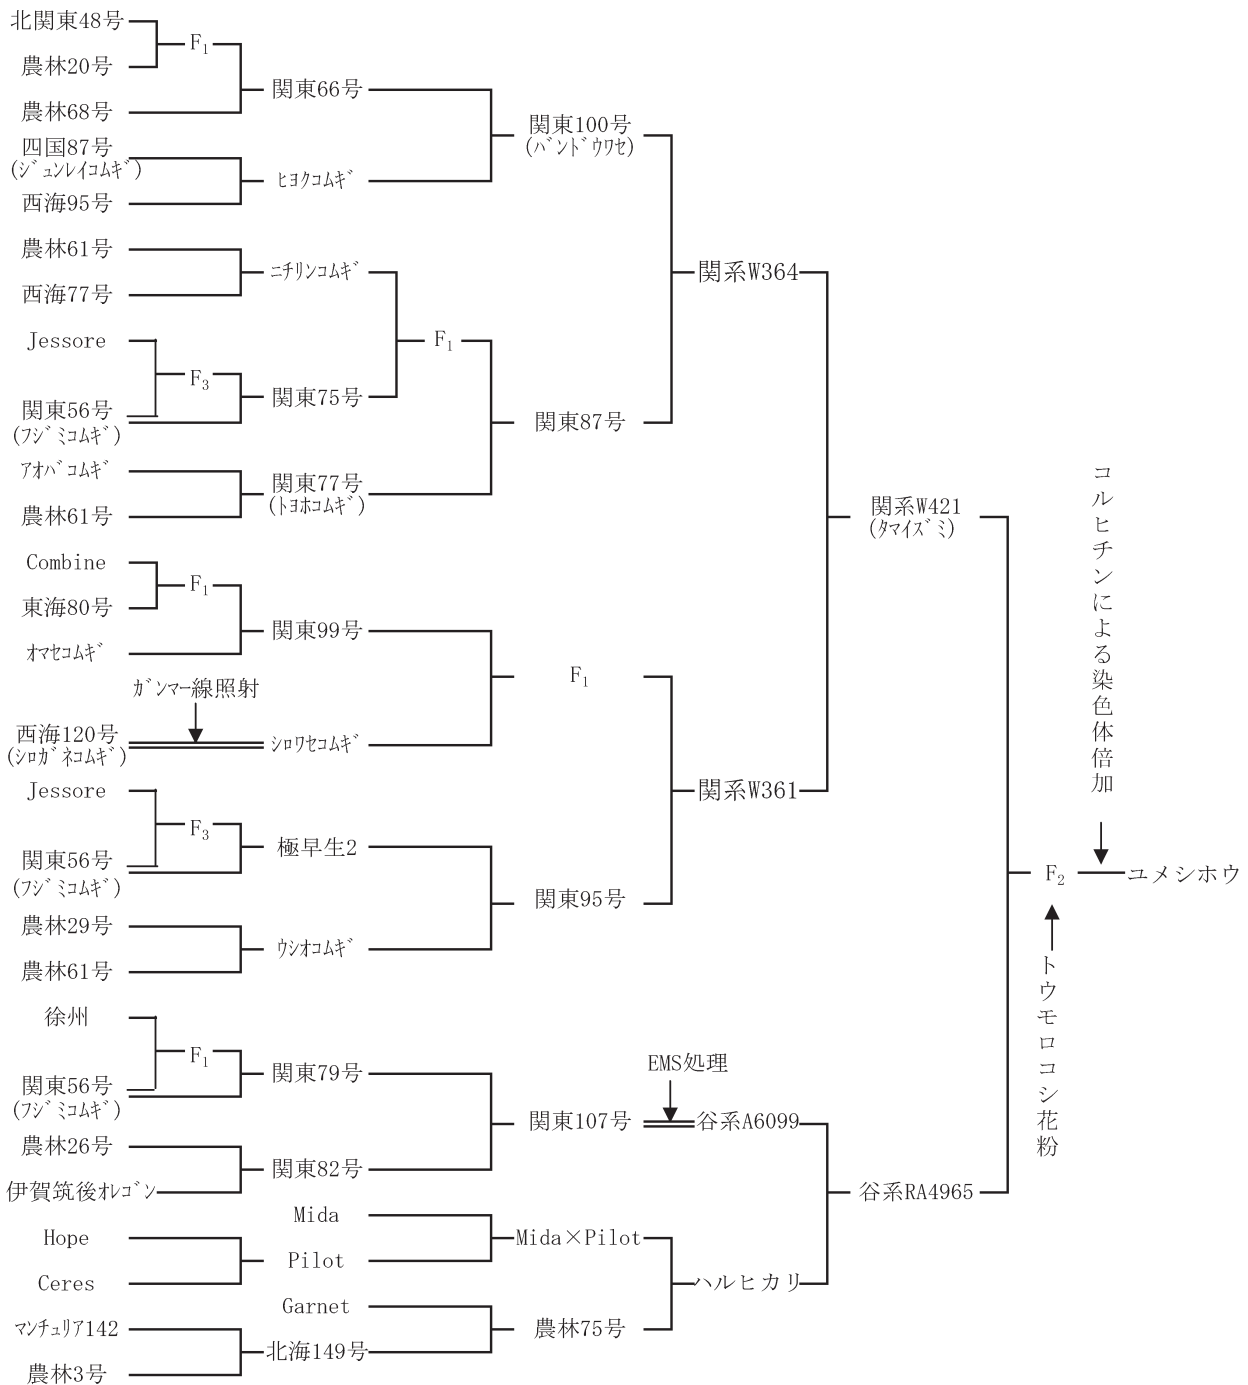 北関東48号
F1
農林20号
関東66号
農林68号
関東100号
(バンドウワセ)
四国87号
(ジュンレイコムギ)
ヒヨクコムギ
西海95号
農林61号
ニチリンコムギ
関系W364
西海77号
Jessore
F1
F3
関東75号
関東56号
(フジミコムギ)
関東87号
アオバコムギ
関東77号
(トヨホコムギ)
農林61号
関系W421
(タマイズミ)
コルヒチンによる染色体倍加
Combine
F1
東海80号
関東99号
オマセコムギ
F1
ガンマー線照射
西海120号
(シロガネコムギ)
シロワセコムギ
Jessore
関系W361
F3
極早生2
関東56号
(フジミコムギ)
F2
ユメシホウ
関東95号
農林29号
ウシオコムギ
農林61号
トウモロコシ花粉
徐州
F1
関東79号
EMS処理
関東56号
(フジミコムギ)
関東107号
谷系A6099
農林26号
関東82号
伊賀筑後オレゴン
谷系RA4965
Mida
Hope
Mida×Pilot
Pilot
Ceres
ハルヒカリ
Garnet
マンチュリア142
農林75号
北海149号
農林3号